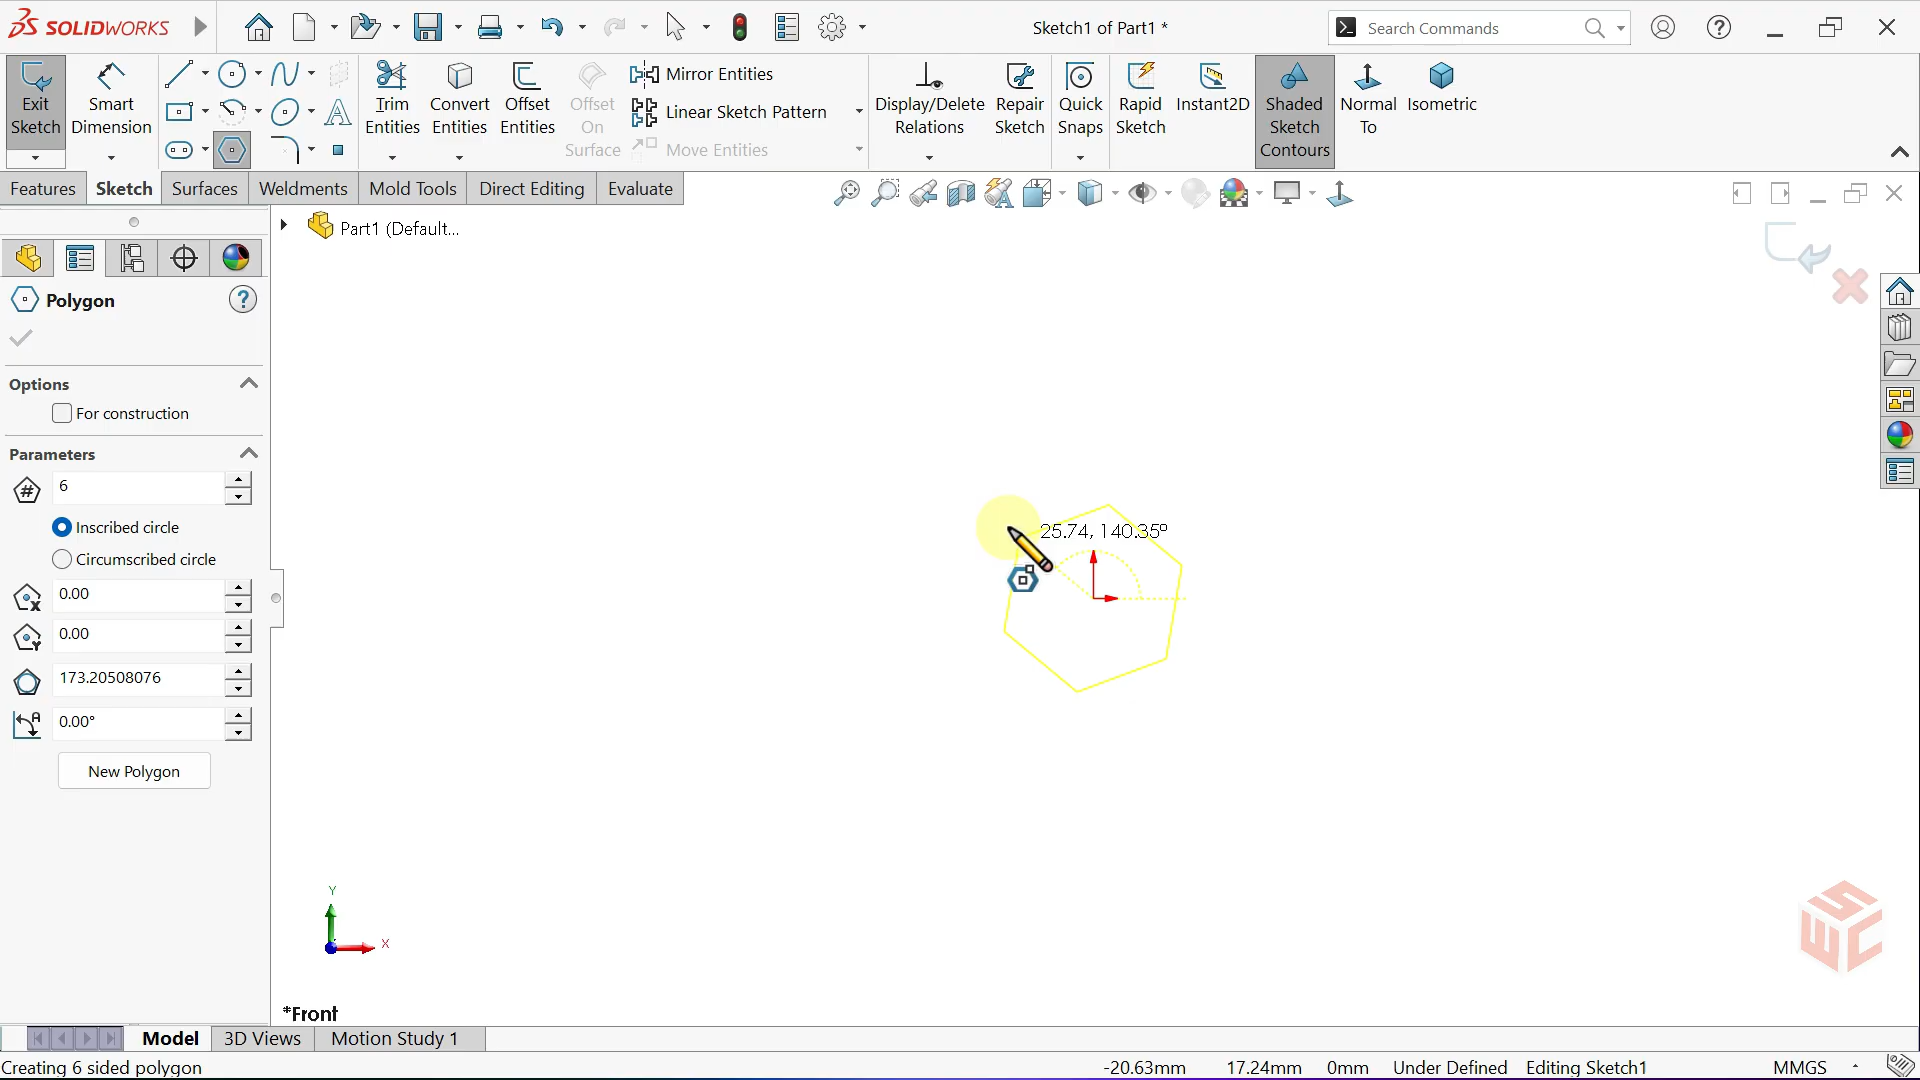 SOLIDWORKS
Sketch1 of Part1 *
Search Commands
Exit Sketch
Smart Dimension
Trim Entities
Convert Entities
Offset Entities
Offset On Surface
Mirror Entities
Linear Sketch Pattern
Move Entities
Display/Delete Relations
Repair Sketch
Quick Snaps
Rapid Sketch
Instant2D
Shaded Sketch Contours
Normal To
Isometric
Features
Sketch
Surfaces
Weldments
Mold Tools
Direct Editing
Evaluate
Part1 (Default...
Polygon
Options
For construction
Parameters
6
Inscribed circle
Circumscribed circle
0.00
0.00
173.20508076
0.00°
New Polygon
25.74, 140.35º
Y
X
*Front
SWC
Model
3D Views
Motion Study 1
Creating 6 sided polygon
-20.63mm
17.24mm
0mm
Under Defined
Editing Sketch1
MMGS